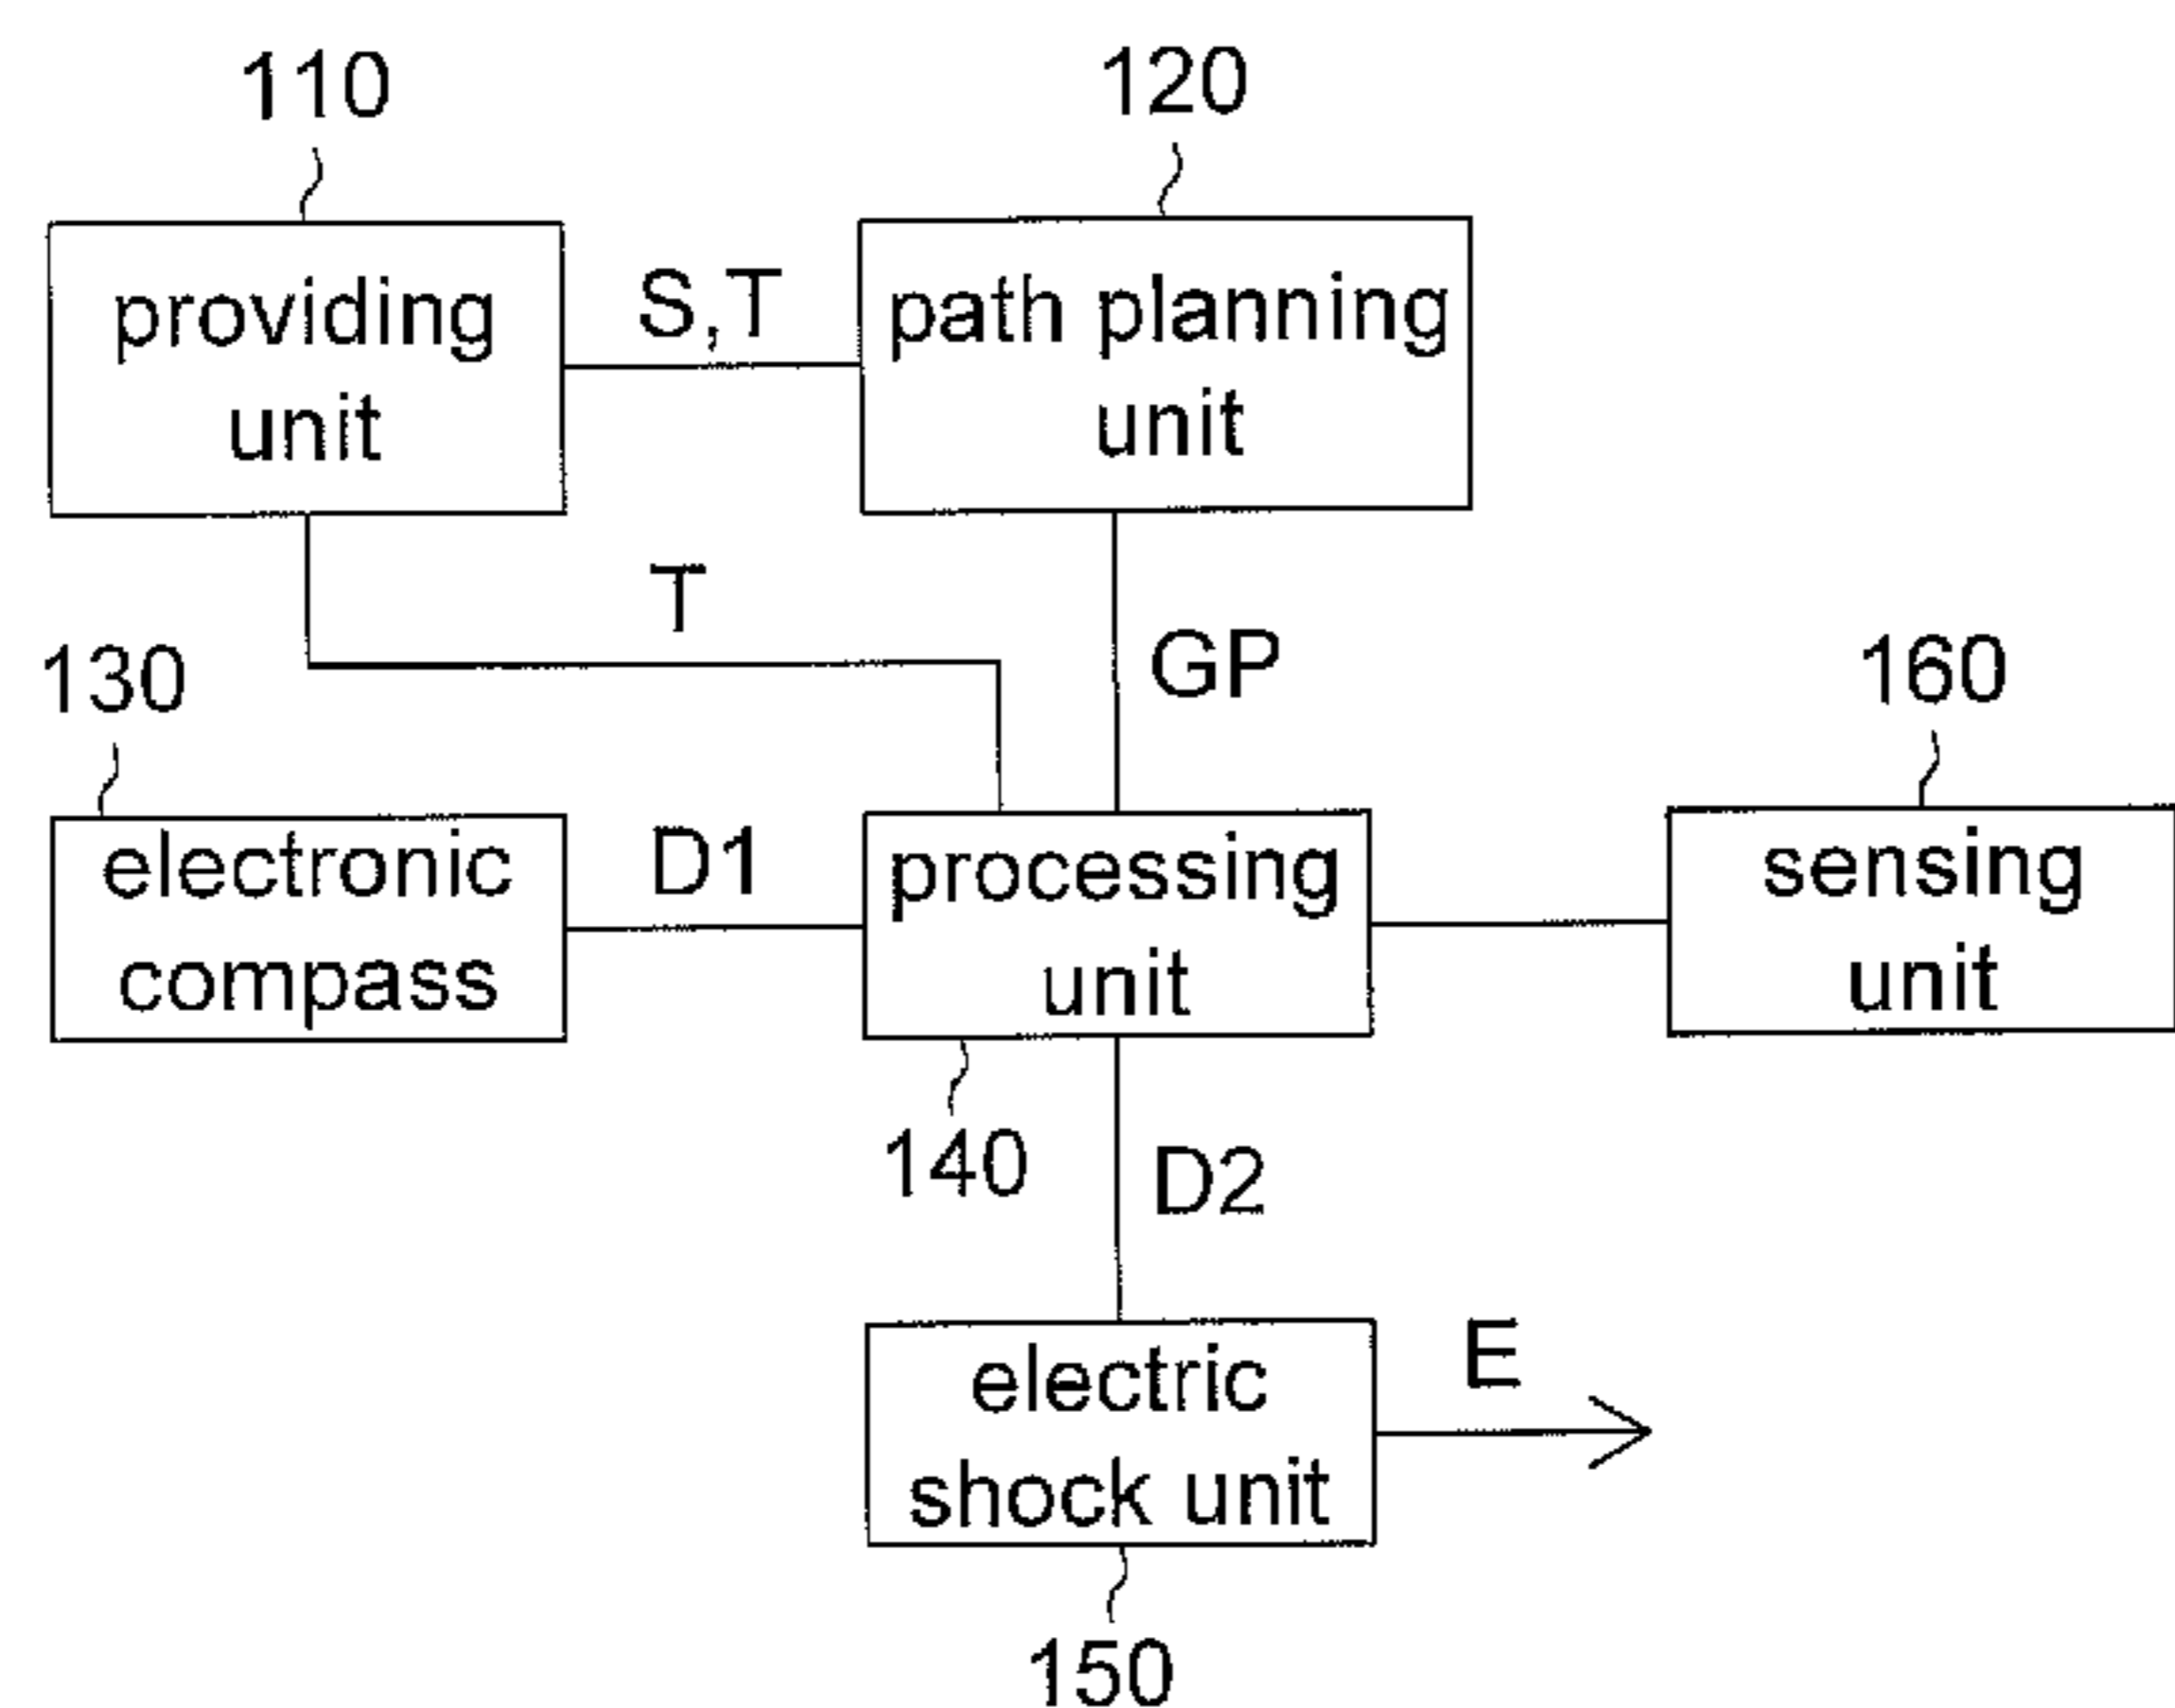 110
120
providing
unit
S,T
path planning
unit
T
GP
130
160
electronic
compass
D1
processing
unit
sensing
unit
140
D2
electric
shock unit
E
150